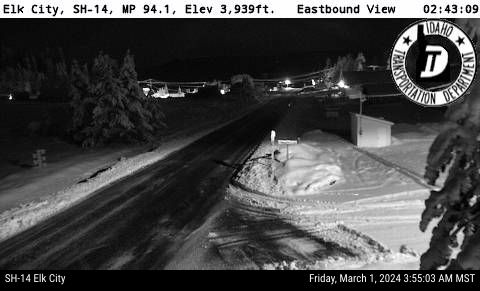 Elk City, SH-14, MP 94.1, Elev 3,939ft. Eastbound View 02:43:09
IDAHO
TRANSPORTATION DEPARTMENT
SH-14 Elk City Friday, March 1, 2024 3:55:03 AM MST